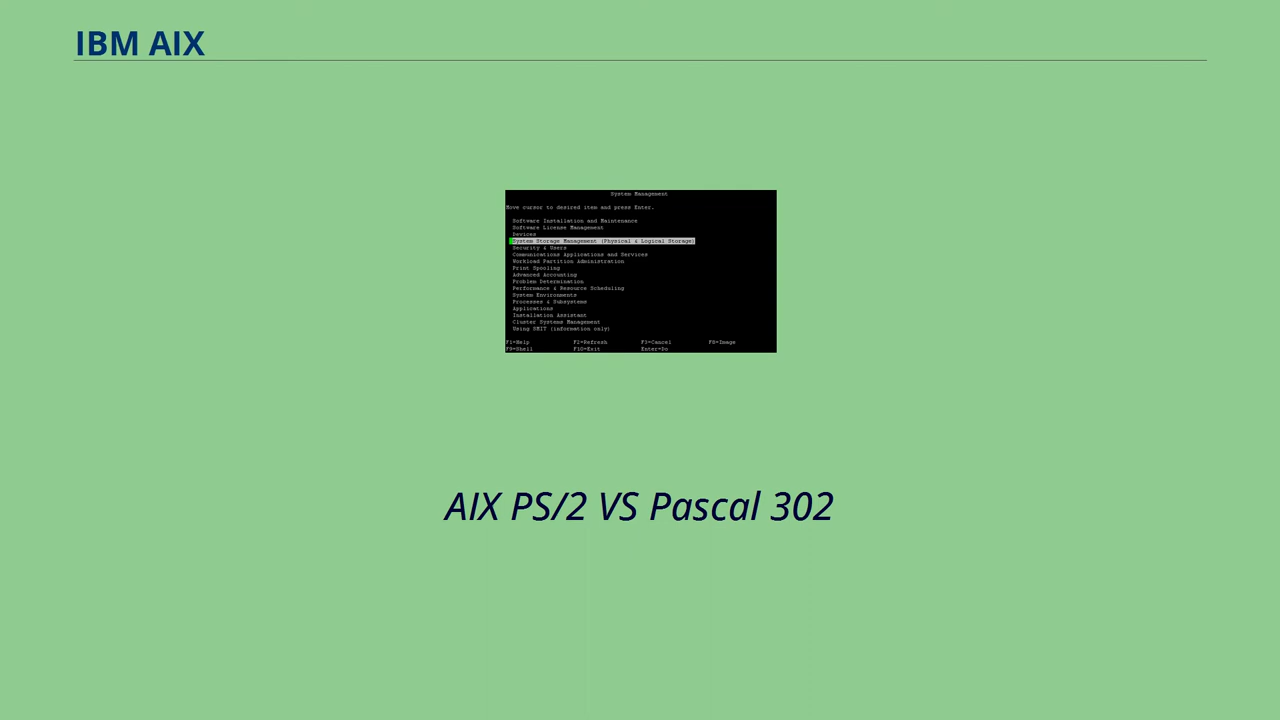 IBM AIX
System Management
Move cursor to desired item and press Enter.
Software Installation and Maintenance
Software License Management
Devices
System Storage Management (Physical & Logical Storage)
Security & Users
Communications Applications and Services
Workload Partition Administration
Print Spooling
Advanced Accounting
Problem Determination
Performance & Resource Scheduling
System Environments
Processes & Subsystems
Applications
Installation Assistant
Cluster Systems Management
Using SMIT (information only)
F1=Help F2=Refresh F3=Cancel F8=Image
F9=Shell F10=Exit Enter=Do
AIX PS/2 VS Pascal 302